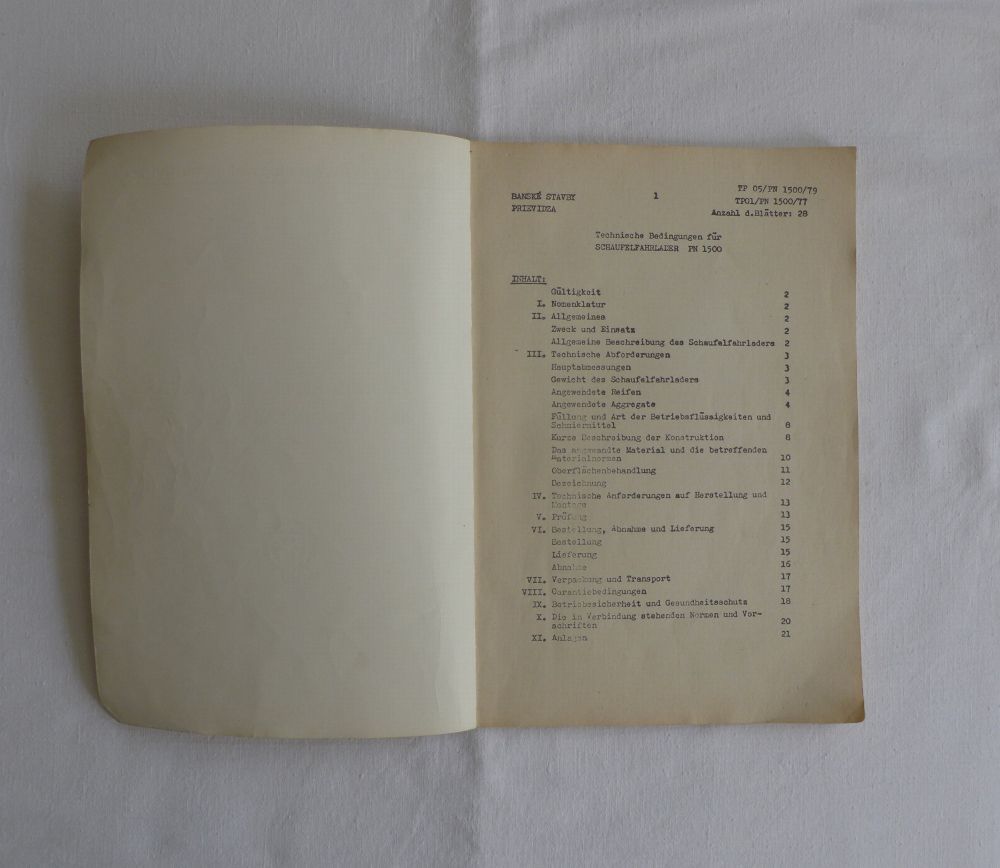 BANSKÉ STAVBY 1 TP 05/PN 1500/79
PRIEVIDZA TP01/PN 1500/77
Anzahl d.Blätter: 28
Technische Bedingungen für
SCHAUFELFAHRLADER PN 1500
INHALT:
Gültigkeit 2
I. Nomenklatur 2
II. Allgemeines 2
Zweck und Einsatz 2
Allgemeine Beschreibung des Schaufelfahrladers 2
III. Technische Abforderungen 3
Hauptabmessungen 3
Gewicht des Schaufelfahrladers 3
Angewendete Reifen 4
Angewendete Aggregate 4
Füllung und Art der Betriebsflüssigkeiten und
Schmiermittel 8
Kurze Beschreibung der Konstruktion 8
Das angewandte Material und die betreffenden
Materialnormen 10
Oberflächenbehandlung 11
Bezeichnung 12
IV. Technische Anforderungen auf Herstellung und
Montage 13
V. Prüfung 13
VI. Bestellung, Abnahme und Lieferung 15
Bestellung 15
Lieferung 15
Abnahme 16
VII. Verpackung und Transport 17
VIII. Garantiebedingungen 17
IX. Betriebssicherheit und Gesundheitsschutz 18
X. Die in Verbindung stehenden Normen und Vor-
schriften 20
XI. Anlagen 21